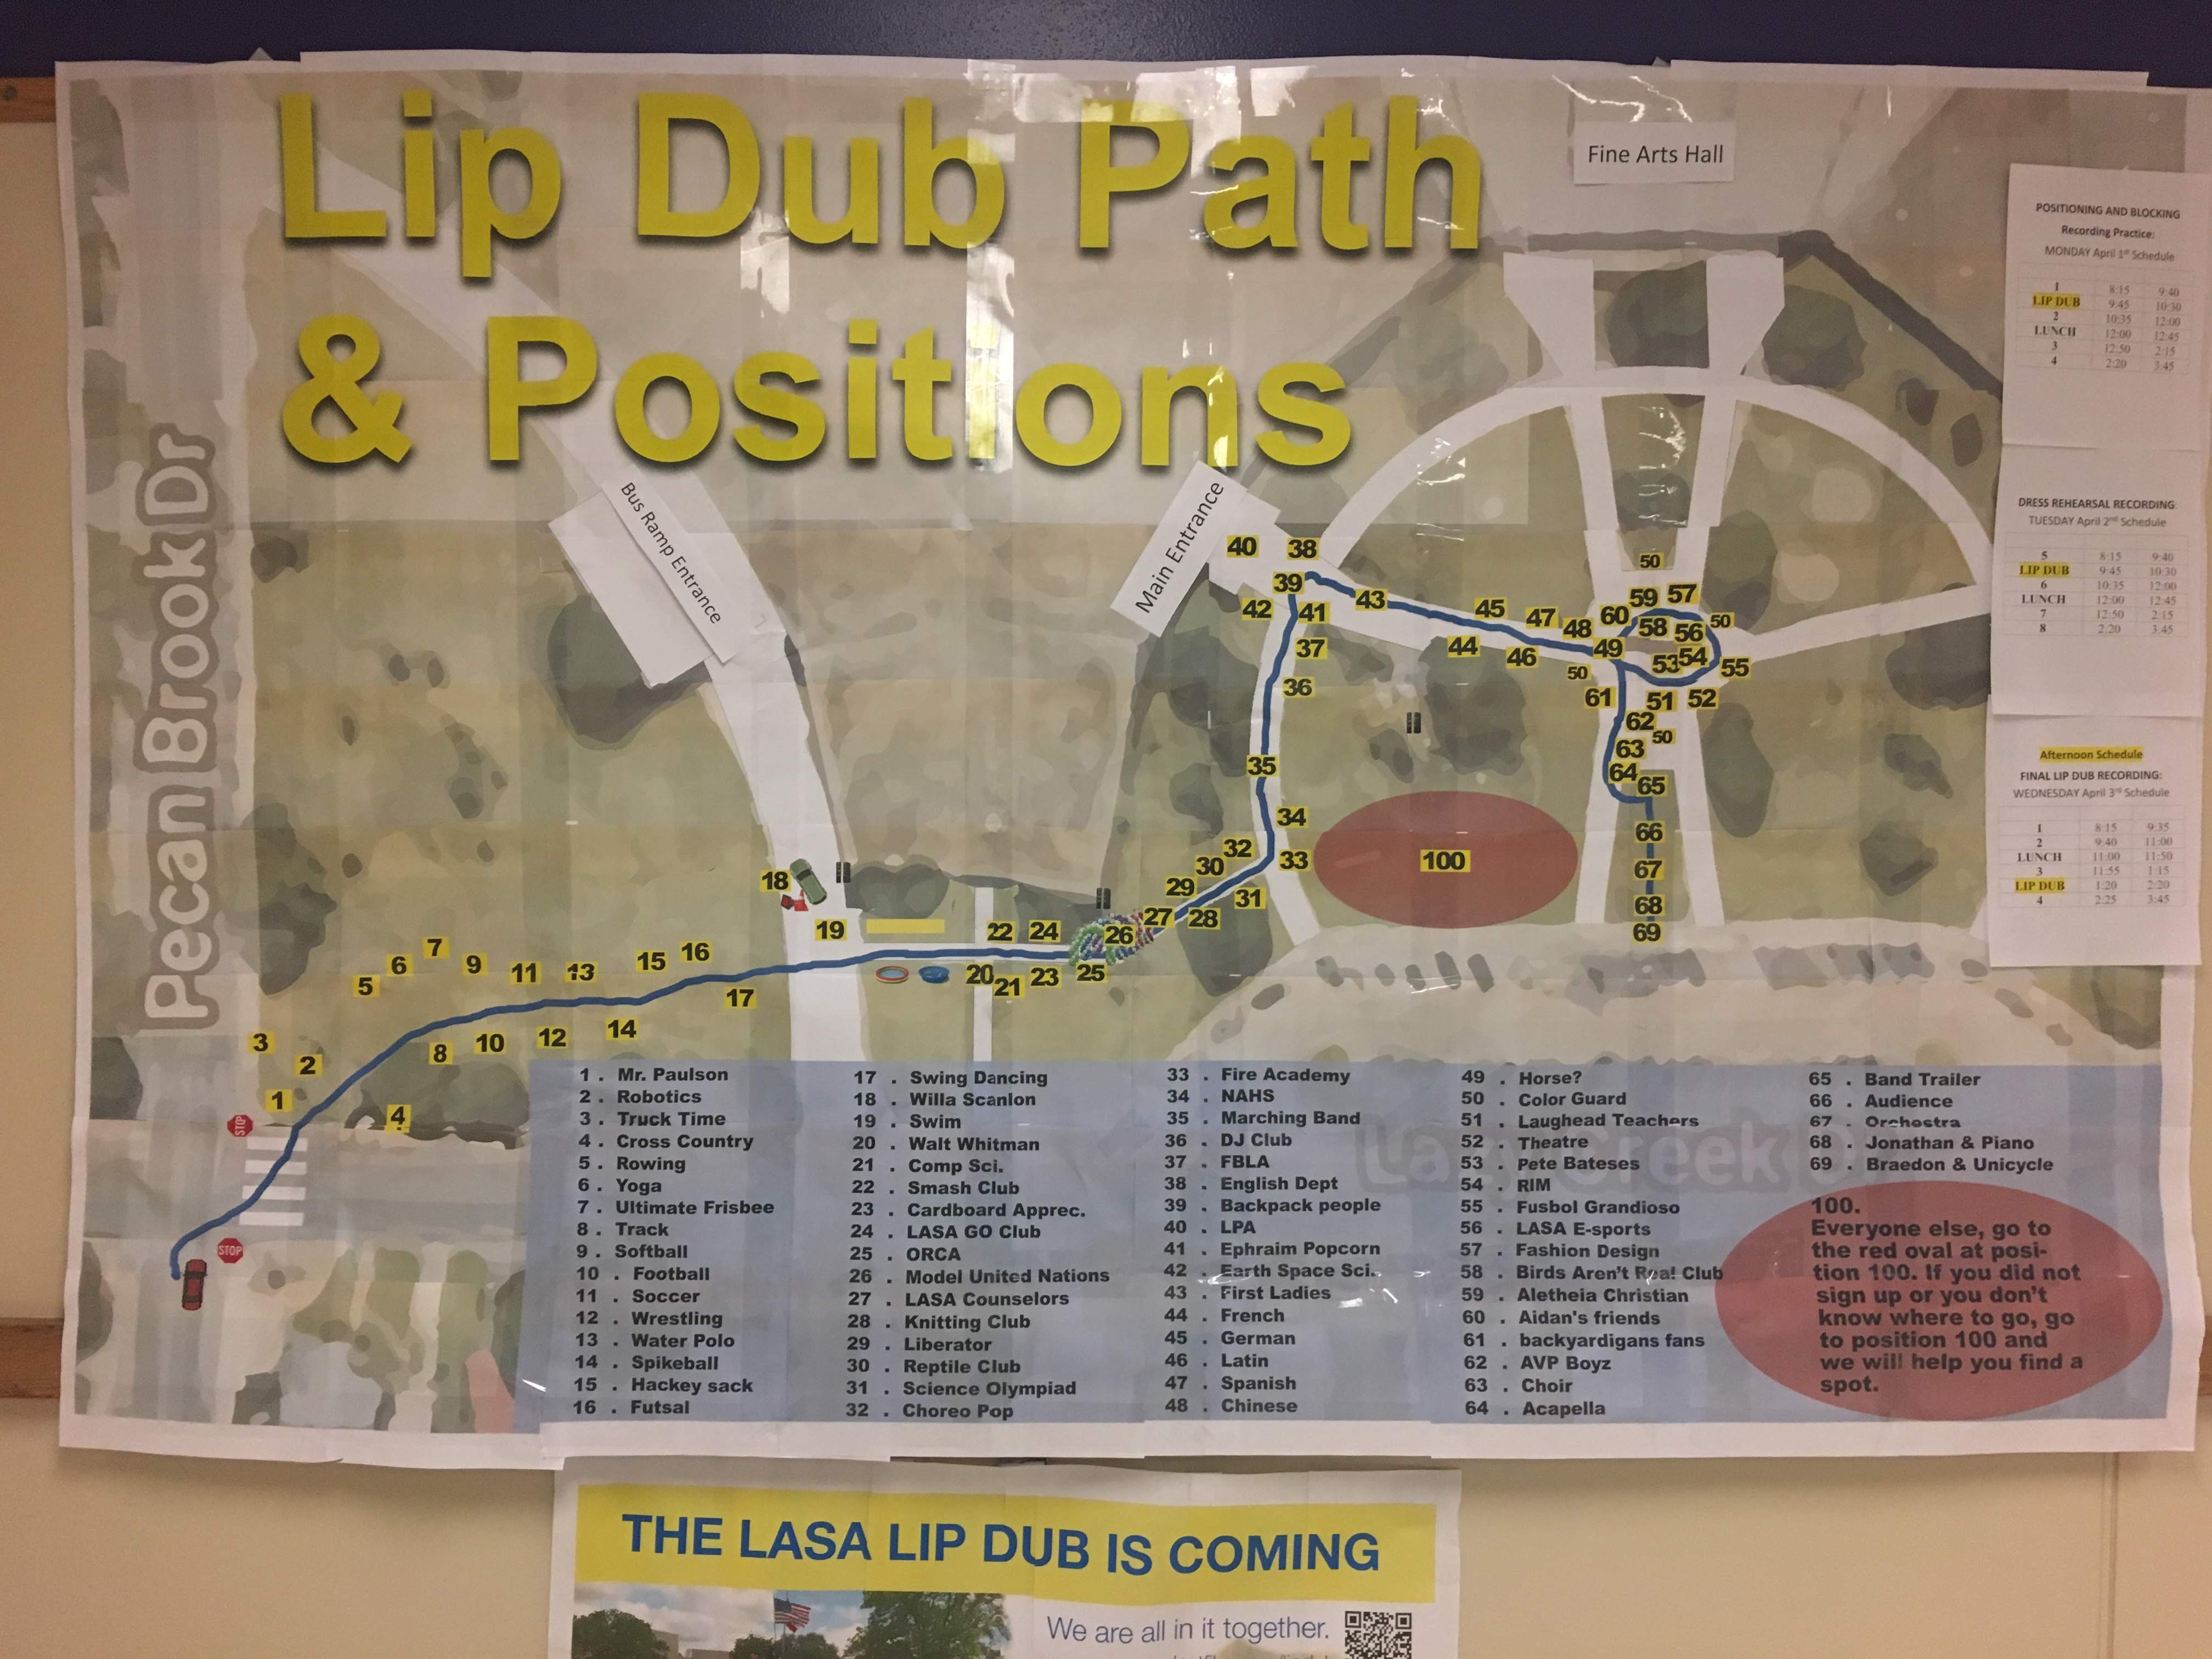 Lip Dub Path
& Positions
Fine Arts Hall
Bus Ramp Entrance
Main Entrance
Pecan Brook Dr
STOP
STOP
1
2
3
4
5
6
7
8
9
10
11
12
13
14
15
16
17
18
19
20
21
22
23
24
25
26
27
28
29
30
31
32
33
34
35
36
37
38
39
40
41
42
43
44
45
46
47
48
49
50
50
50
50
51
52
53
54
55
56
57
58
59
60
61
62
63
64
65
66
67
68
69
100
1 . Mr. Paulson
2 . Robotics
3 . Truck Time
4 . Cross Country
5 . Rowing
6 . Yoga
7 . Ultimate Frisbee
8 . Track
9 . Softball
10 . Football
11 . Soccer
12 . Wrestling
13 . Water Polo
14 . Spikeball
15 . Hackey sack
16 . Futsal
17 . Swing Dancing
18 . Willa Scanlon
19 . Swim
20 . Walt Whitman
21 . Comp Sci.
22 . Smash Club
23 . Cardboard Apprec.
24 . LASA GO Club
25 . ORCA
26 . Model United Nations
27 . LASA Counselors
28 . Knitting Club
29 . Liberator
30 . Reptile Club
31 . Science Olympiad
32 . Choreo Pop
33 . Fire Academy
34 . NAHS
35 . Marching Band
36 . DJ Club
37 . FBLA
38 . English Dept
39 . Backpack people
40 . LPA
41 . Ephraim Popcorn
42 . Earth Space Sci.
43 . First Ladies
44 . French
45 . German
46 . Latin
47 . Spanish
48 . Chinese
49 . Horse?
50 . Color Guard
51 . Laughead Teachers
52 . Theatre
53 . Pete Bateses
54 . RIM
55 . Fusbol Grandioso
56 . LASA E-sports
57 . Fashion Design
58 . Birds Aren't Real Club
59 . Aletheia Christian
60 . Aidan's friends
61 . backyardigans fans
62 . AVP Boyz
63 . Choir
64 . Acapella
65 . Band Trailer
66 . Audience
67 . Orchestra
68 . Jonathan & Piano
69 . Braedon & Unicycle
100.
Everyone else, go to
the red oval at posi-
tion 100. If you did not
sign up or you don't
know where to go, go
to position 100 and
we will help you find a
spot.
POSITIONING AND BLOCKING
Recording Practice:
MONDAY April 1st Schedule
1 8:15 9:40
LIP DUB 9:45 10:30
2 10:35 12:00
LUNCH 12:00 12:45
3 12:50 2:15
4 2:20 3:45
DRESS REHEARSAL RECORDING:
TUESDAY April 2nd Schedule
5 8:15 9:40
LIP DUB 9:45 10:30
6 10:35 12:00
LUNCH 12:00 12:45
7 12:50 2:15
8 2:20 3:45
Afternoon Schedule
FINAL LIP DUB RECORDING:
WEDNESDAY April 3rd Schedule
1 8:15 9:35
2 9:40 11:00
LUNCH 11:00 11:50
3 11:55 1:15
LIP DUB 1:20 2:20
4 2:25 3:45
THE LASA LIP DUB IS COMING
We are all in it together.